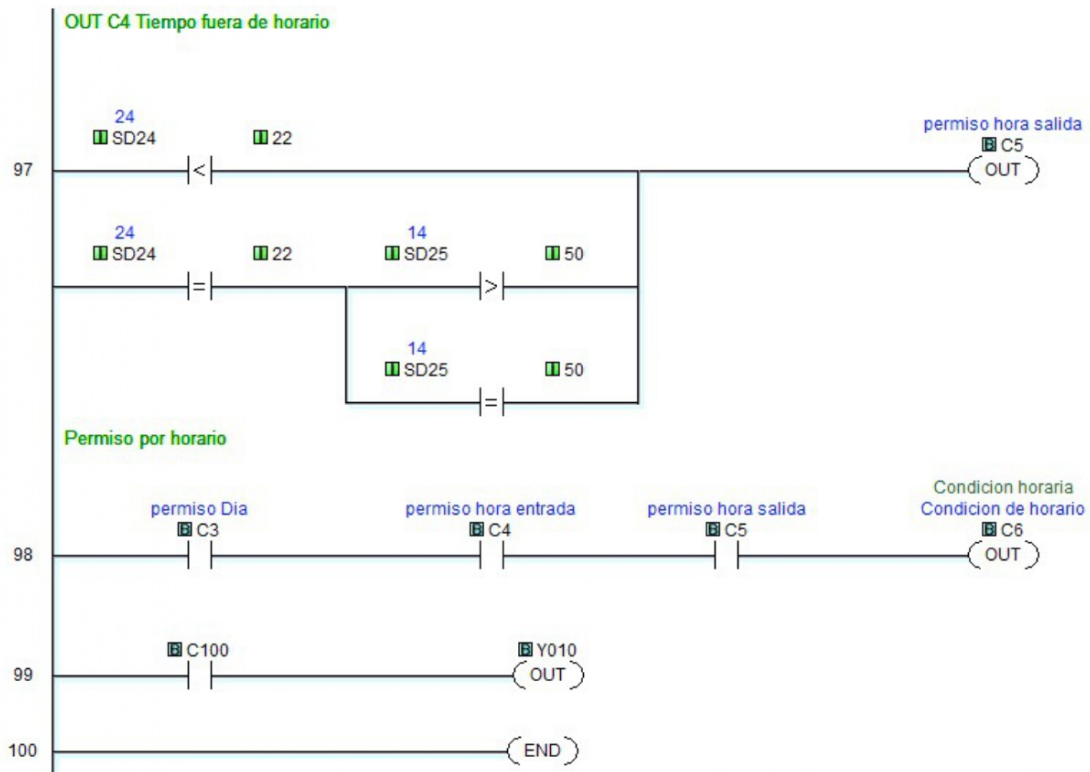 OUT C4 Tiempo fuera de horario
24
SD24 < 22
permiso hora salida
C5
97
OUT
24 14
SD24 = 22 SD25 > 50
14
SD25 = 50
Permiso por horario
Condicion horaria
permiso Dia permiso hora entrada permiso hora salida Condicion de horario
C3 C4 C5 C6
98 OUT
C100 Y010
99 OUT
100 END